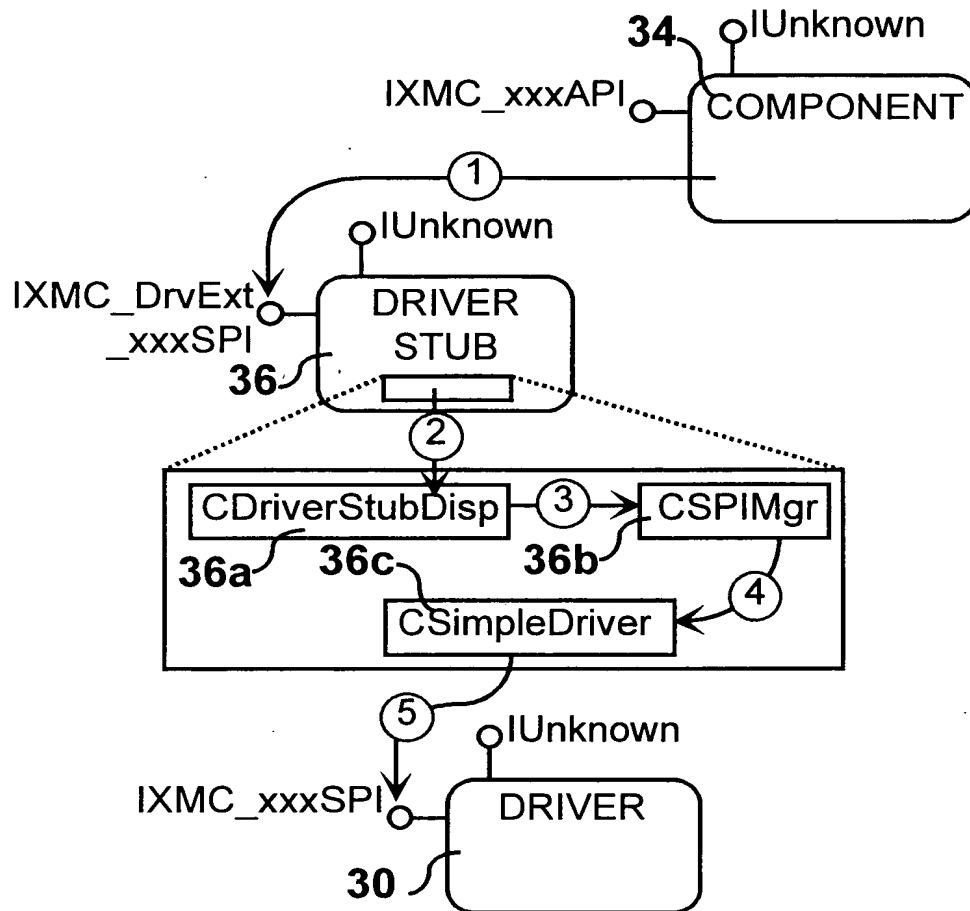 IUnknown
34
IXMC_xxxAPI
COMPONENT
1
IUnknown
IXMC_DrvExt
_xxxSPI
DRIVER
STUB
36
2
CDriverStubDisp
3
CSPIMgr
36a
36c
36b
4
CSimpleDriver
5
IUnknown
IXMC_xxxSPI
DRIVER
30